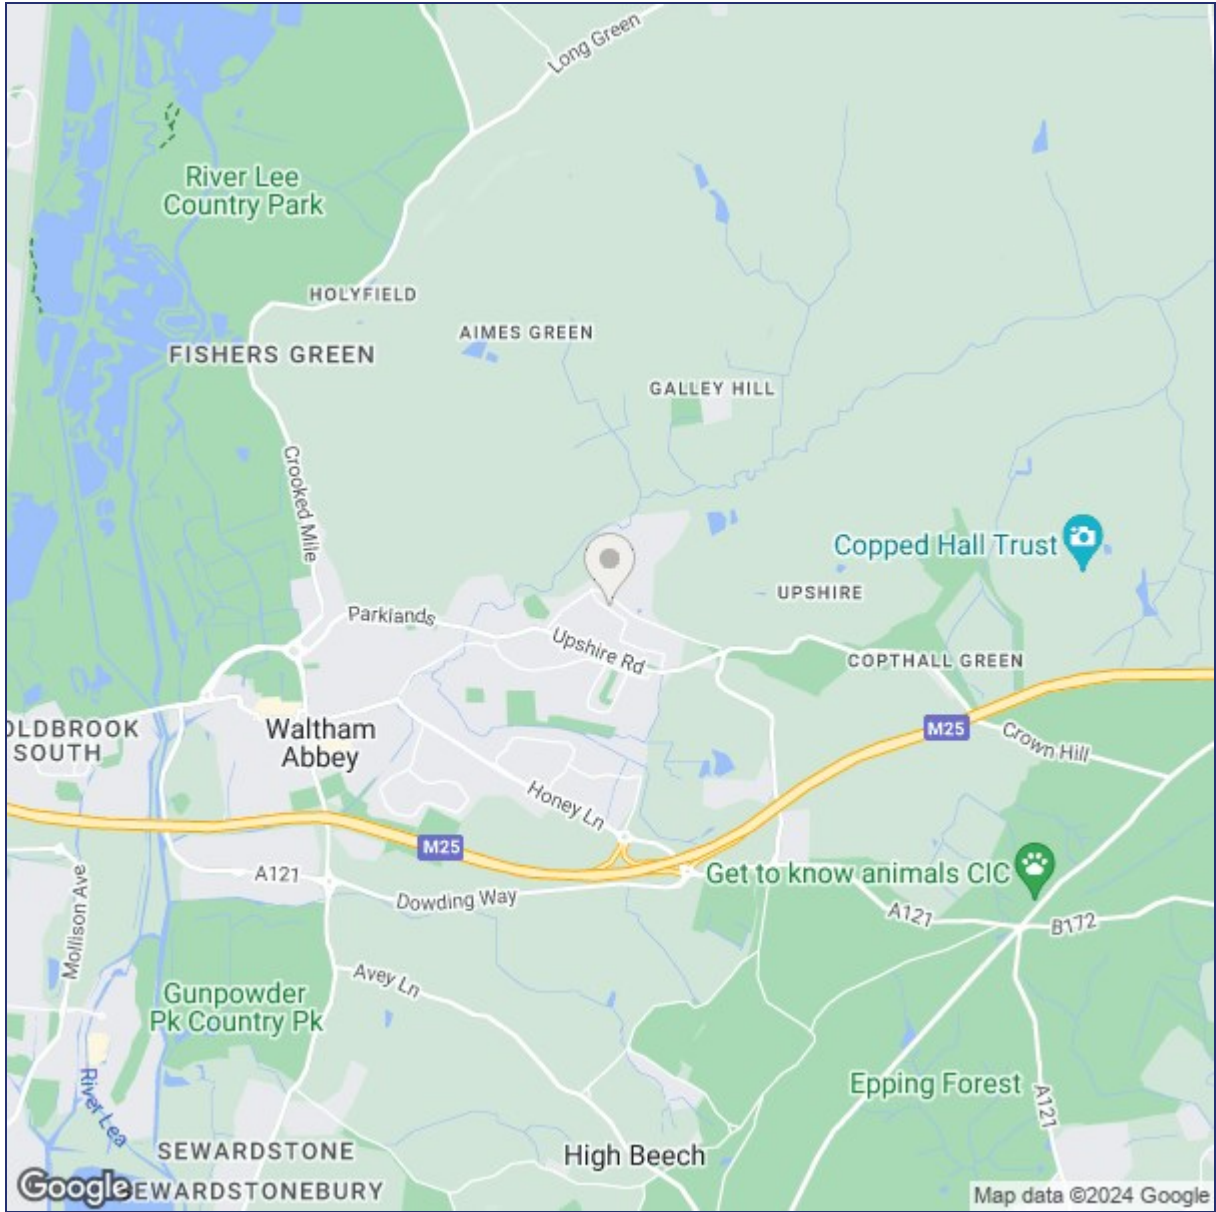 Long Green
River Lee
Country Park
HOLYFIELD
AIMES GREEN
FISHERS GREEN
GALLEY HILL
Crooked Mile
Copped Hall Trust
UPSHIRE
Parklands
Upshire Rd
COPTHALL GREEN
OLDBROOK
SOUTH
Waltham
Abbey
M25
Crown Hill
Honey Ln
M25
A121
Get to know animals CIC
Dowding Way
A121
B172
Mollison Ave
Avey Ln
Gunpowder
Pk Country Pk
Epping Forest
A121
River Lea
SEWARDSTONE
High Beech
Google
EWARDSTONEBURY
Map data ©2024 Google